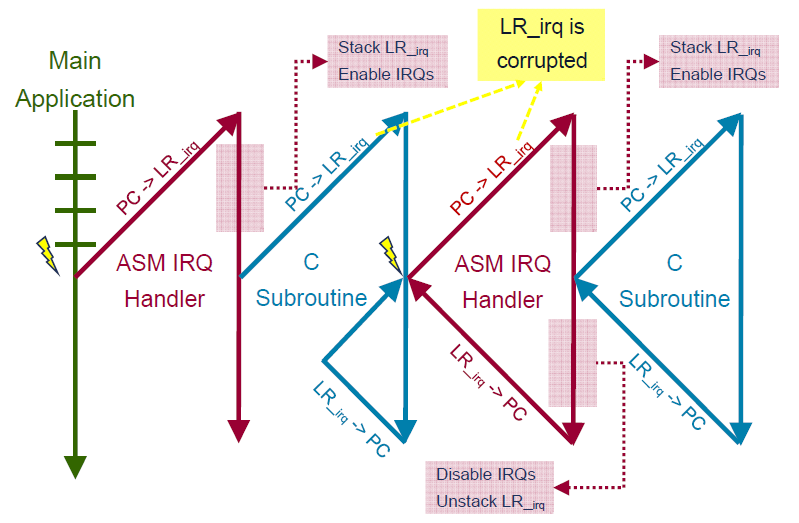 Main
Application
Stack LR_irq
Enable IRQs
LR_irq is
corrupted
Stack LR_irq
Enable IRQs
PC -> LR_irq
PC -> LR_irq
PC -> LR_irq
PC -> LR_irq
ASM IRQ
Handler
C
Subroutine
ASM IRQ
Handler
C
Subroutine
LR_irq -> PC
LR_irq -> PC
LR_irq -> PC
Disable IRQs
Unstack LR_irq